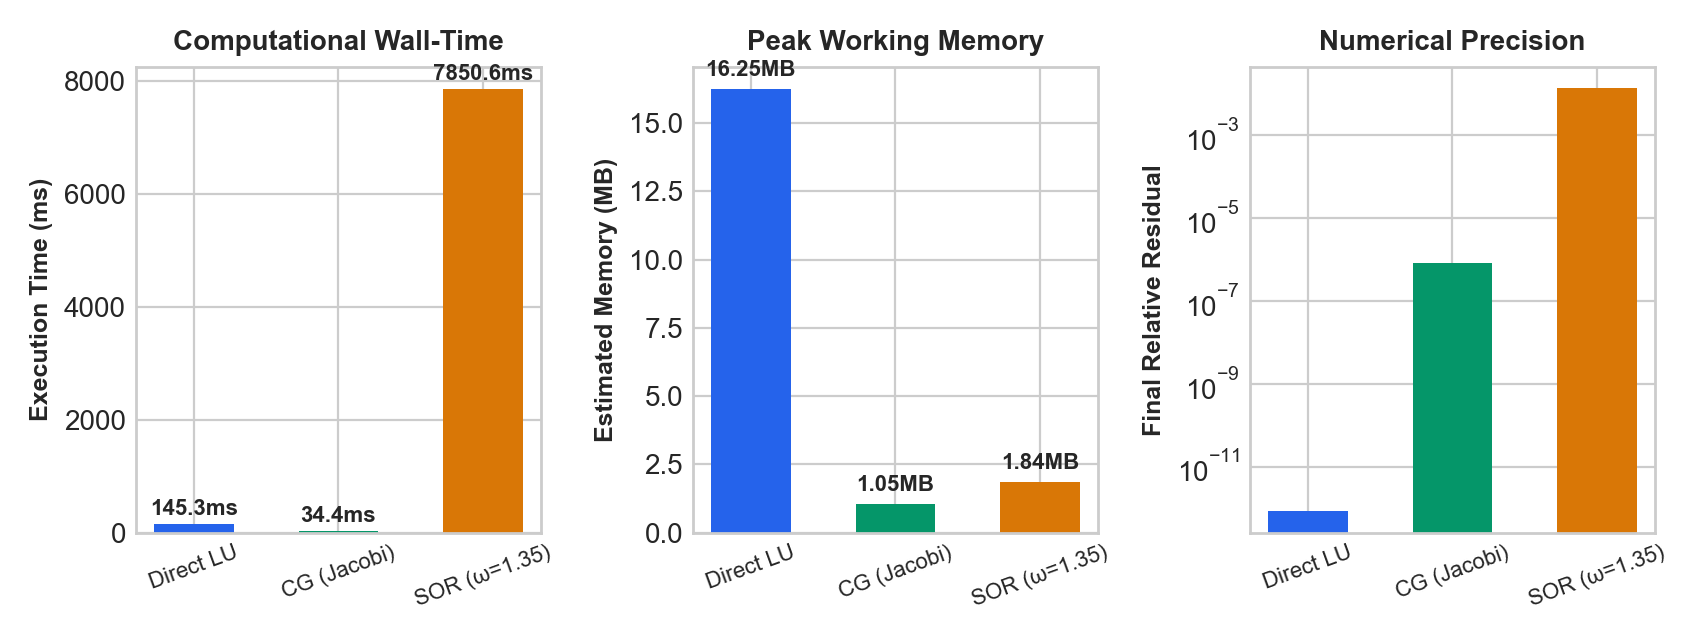 Computational Wall-Time
Execution Time (ms)
8000
6000
4000
2000
0
145.3ms
34.4ms
7850.6ms
Direct LU
CG (Jacobi)
SOR (ω=1.35)
Peak Working Memory
Estimated Memory (MB)
15.0
12.5
10.0
7.5
5.0
2.5
0.0
16.25MB
1.05MB
1.84MB
Direct LU
CG (Jacobi)
SOR (ω=1.35)
Numerical Precision
Final Relative Residual
10⁻³
10⁻⁵
10⁻⁷
10⁻⁹
10⁻¹¹
Direct LU
CG (Jacobi)
SOR (ω=1.35)